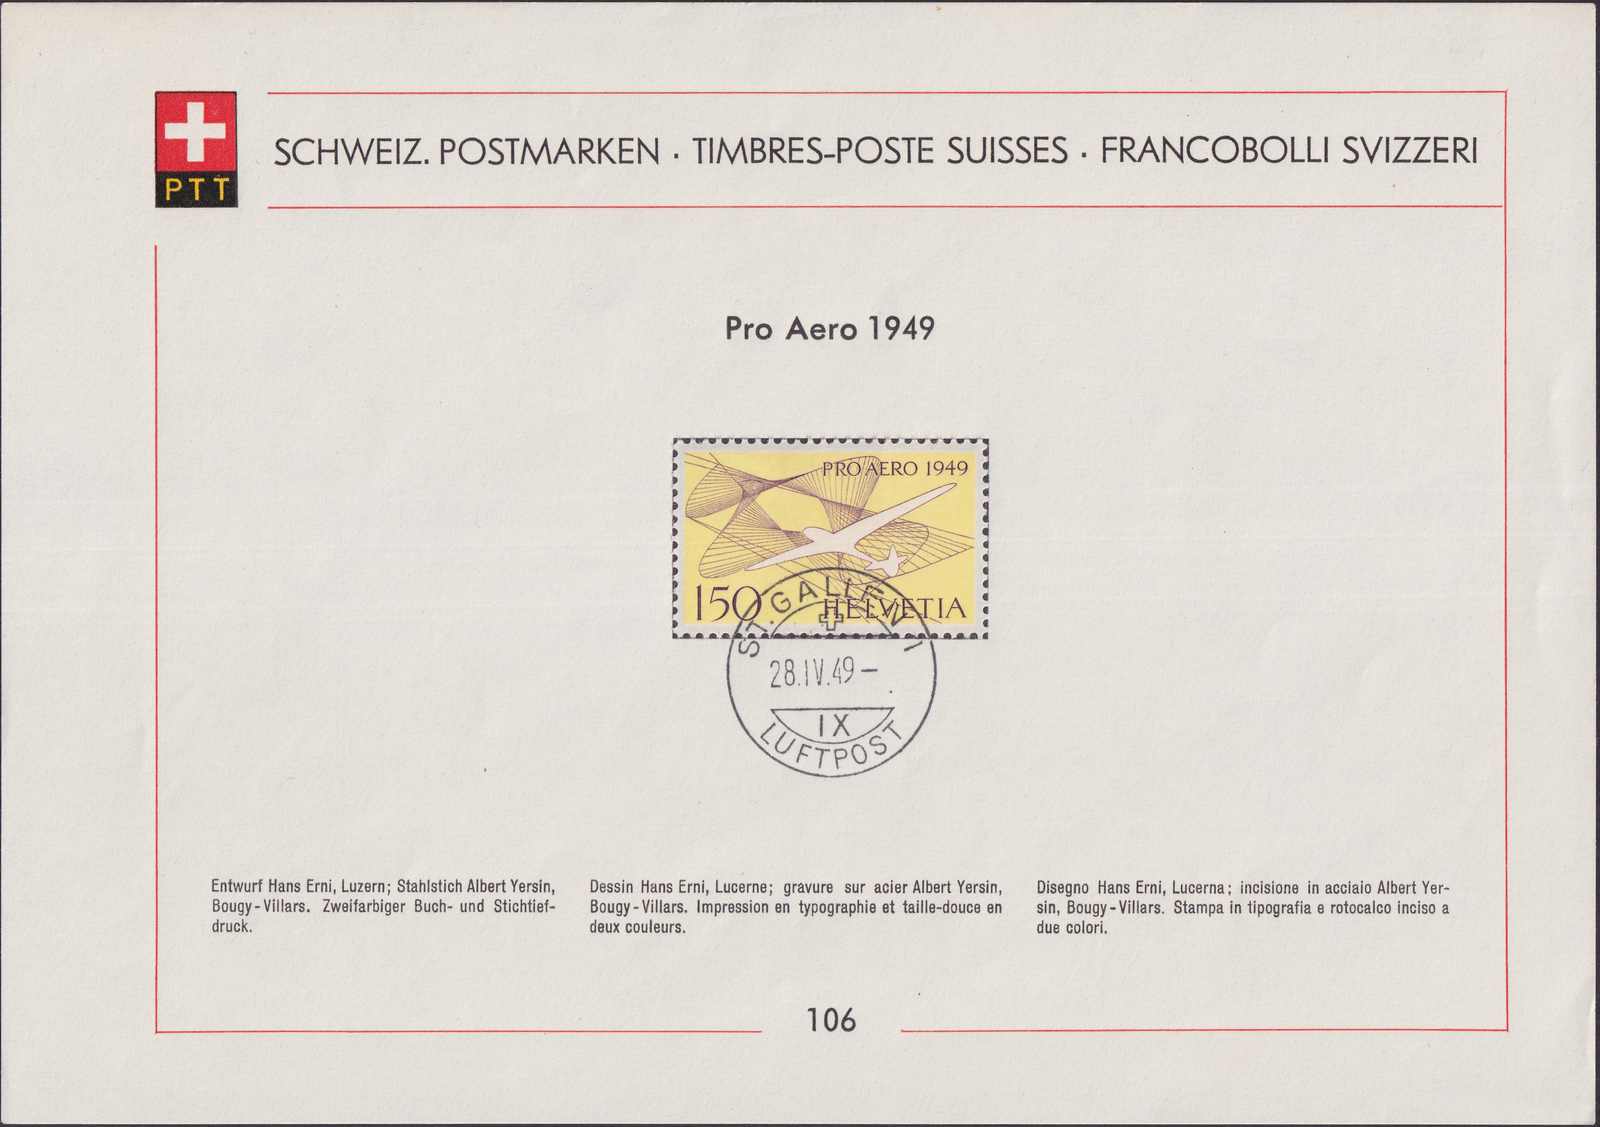 PTT
SCHWEIZ. POSTMARKEN · TIMBRES-POSTE SUISSES · FRANCOBOLLI SVIZZERI
Pro Aero 1949
PRO AERO 1949
150 HELVETIA
ST. GALLEN 1
28.IV.49–
IX
LUFTPOST
Entwurf Hans Erni, Luzern; Stahlstich Albert Yersin,
Bougy-Villars. Zweifarbiger Buch- und Stichtief-
druck.
Dessin Hans Erni, Lucerne; gravure sur acier Albert Yersin,
Bougy-Villars. Impression en typographie et taille-douce en
deux couleurs.
Disegno Hans Erni, Lucerna; incisione in acciaio Albert Yer-
sin, Bougy-Villars. Stampa in tipografia e rotocalco inciso a
due colori.
106